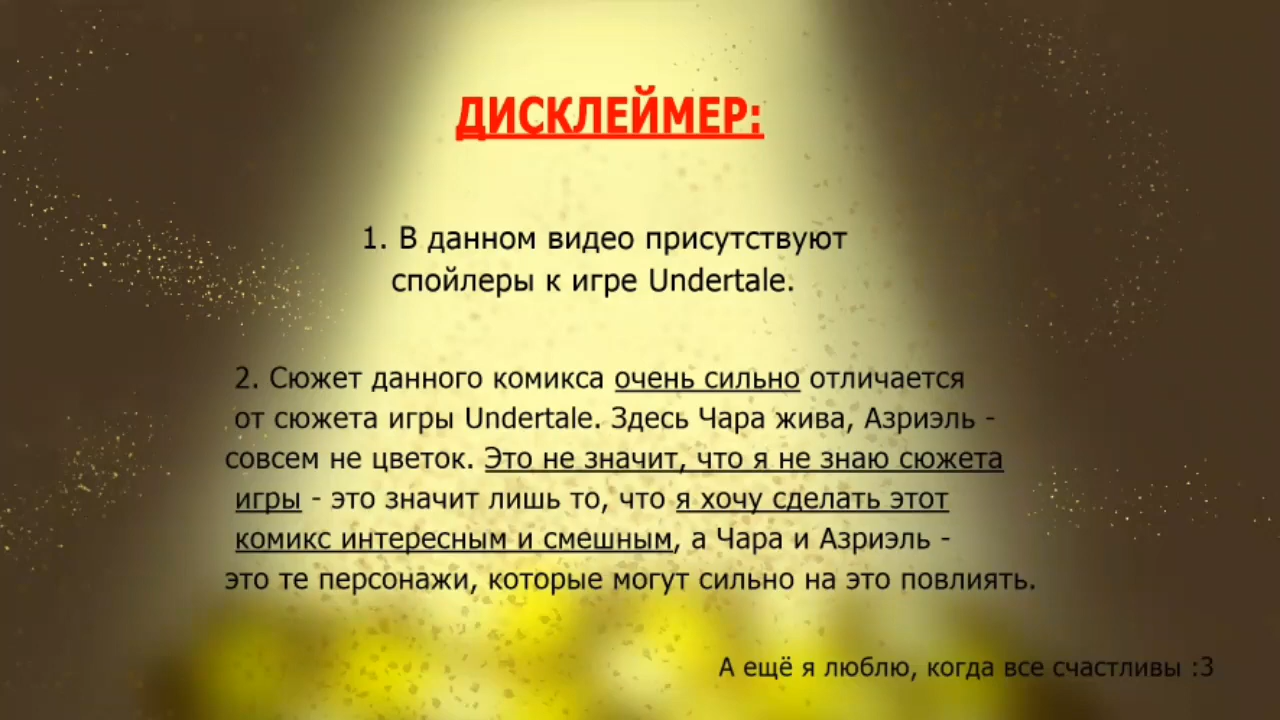 ДИСКЛЕЙМЕР:
1. В данном видео присутствуют
спойлеры к игре Undertale.
2. Сюжет данного комикса очень сильно отличается
от сюжета игры Undertale. Здесь Чара жива, Азриэль -
совсем не цветок. Это не значит, что я не знаю сюжета
игры - это значит лишь то, что я хочу сделать этот
комикс интересным и смешным, а Чара и Азриэль -
это те персонажи, которые могут сильно на это повлиять.
А ещё я люблю, когда все счастливы :3